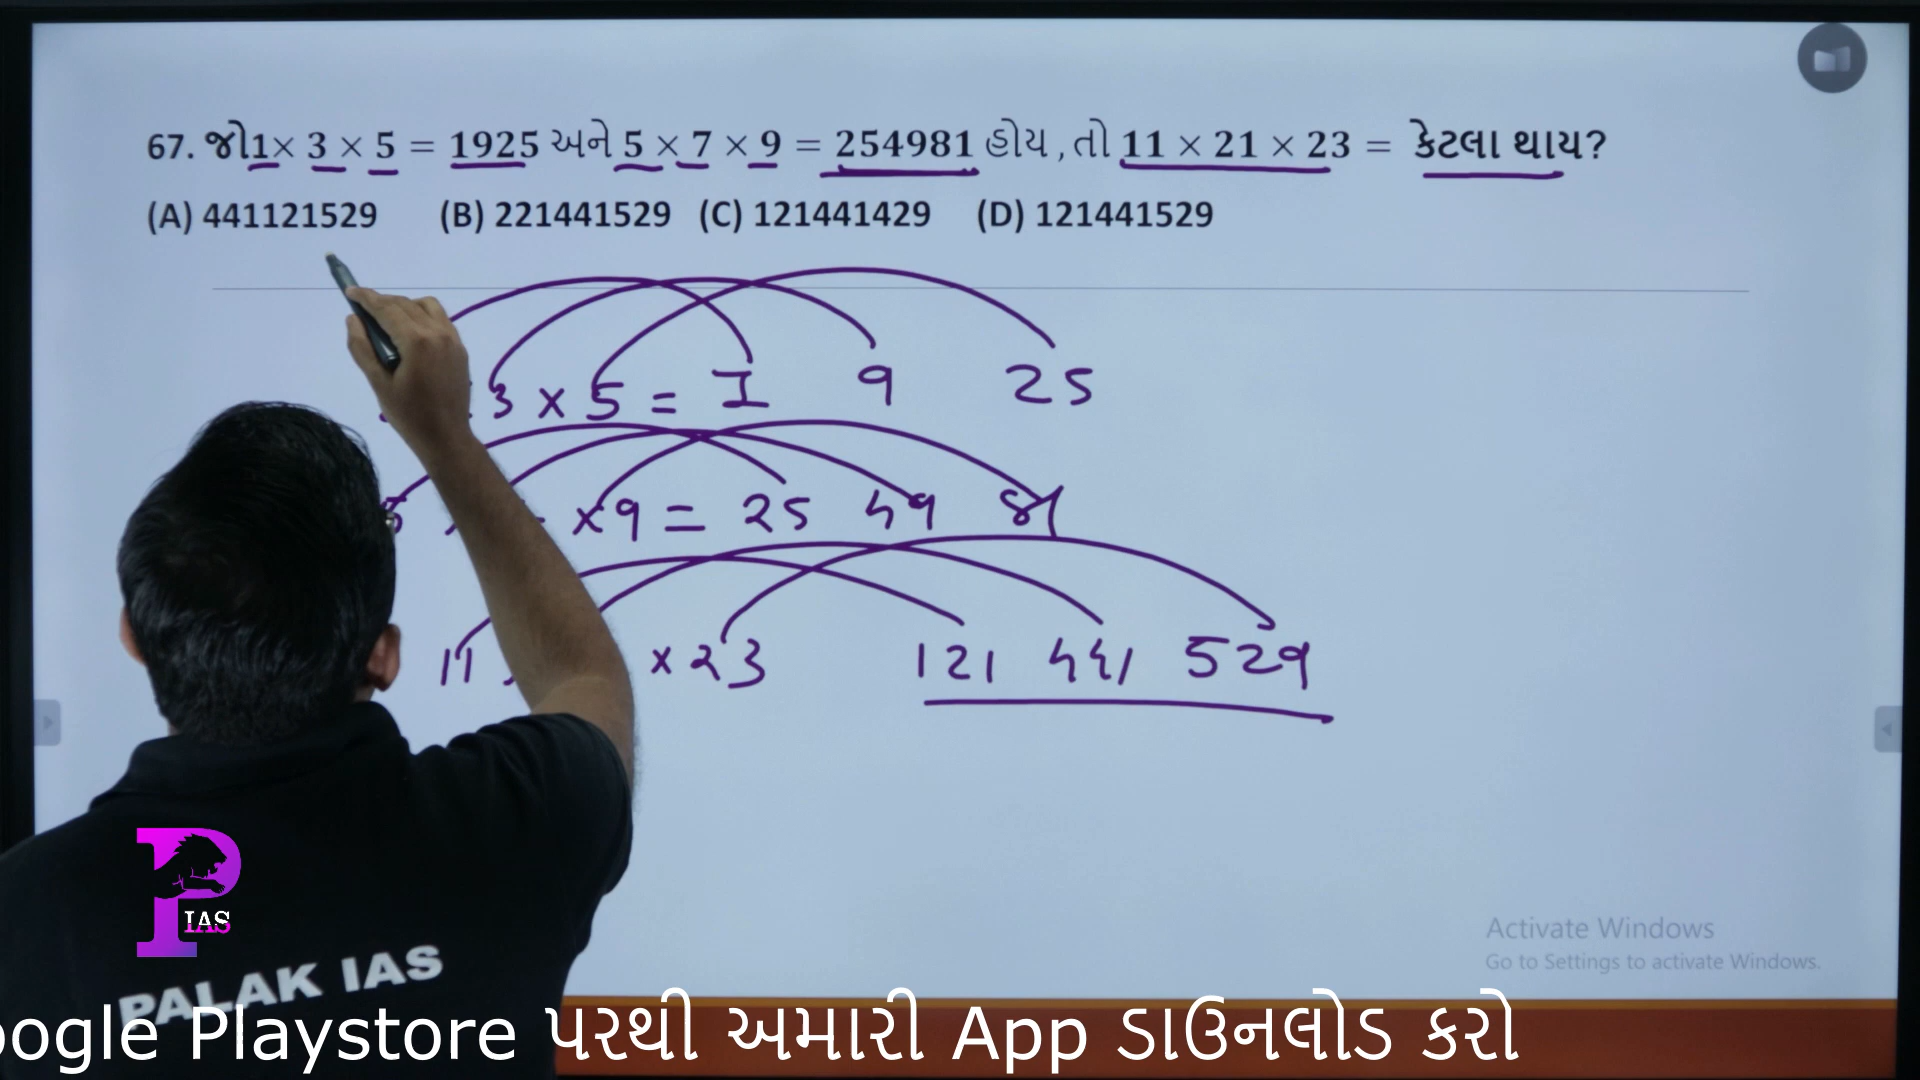 67. જો1× 3 × 5 = 1925 અને 5 × 7 × 9 = 254981 હોય, તો 11 × 21 × 23 = કેટલા થાય?
(A) 441121529 (B) 221441529 (C) 121441429 (D) 121441529
3 × 5 = 1 9 25
×9 = 25 49 81
11 ×23 121 441 529
IAS
PALAK IAS
Activate Windows
Go to Settings to activate Windows.
oogle Playstore પરથી અમારી App ડાઉનલોડ કરો